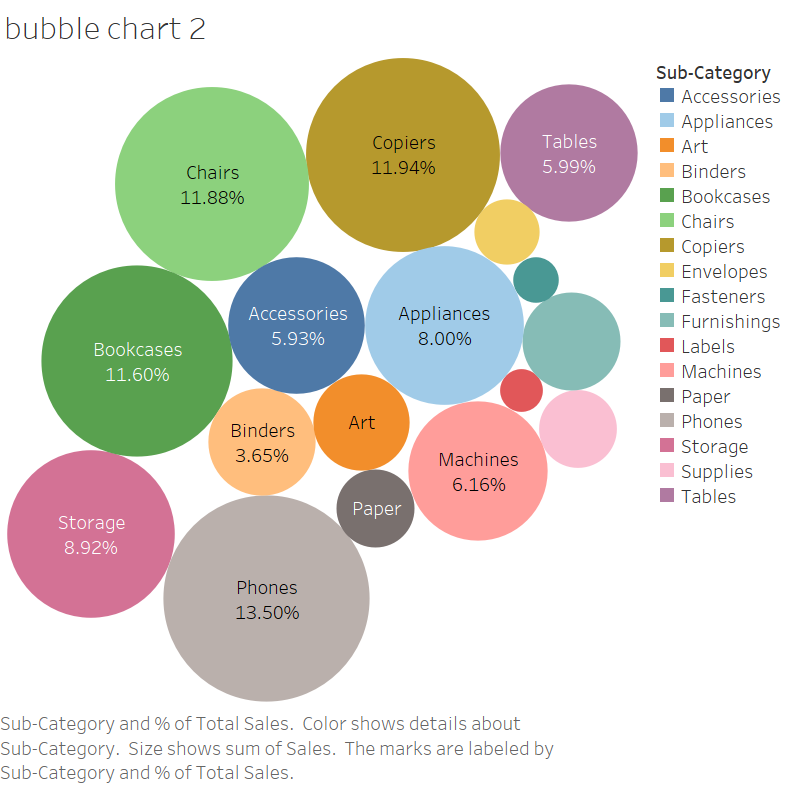 bubble chart 2
Sub-Category
Accessories
Appliances
Art
Binders
Bookcases
Chairs
Copiers
Envelopes
Fasteners
Furnishings
Labels
Machines
Paper
Phones
Storage
Supplies
Tables
Copiers
11.94%
Tables
5.99%
Chairs
11.88%
Accessories
5.93%
Appliances
8.00%
Bookcases
11.60%
Binders
3.65%
Art
Machines
6.16%
Paper
Storage
8.92%
Phones
13.50%
Sub-Category and % of Total Sales.  Color shows details about
Sub-Category.  Size shows sum of Sales.  The marks are labeled by
Sub-Category and % of Total Sales.